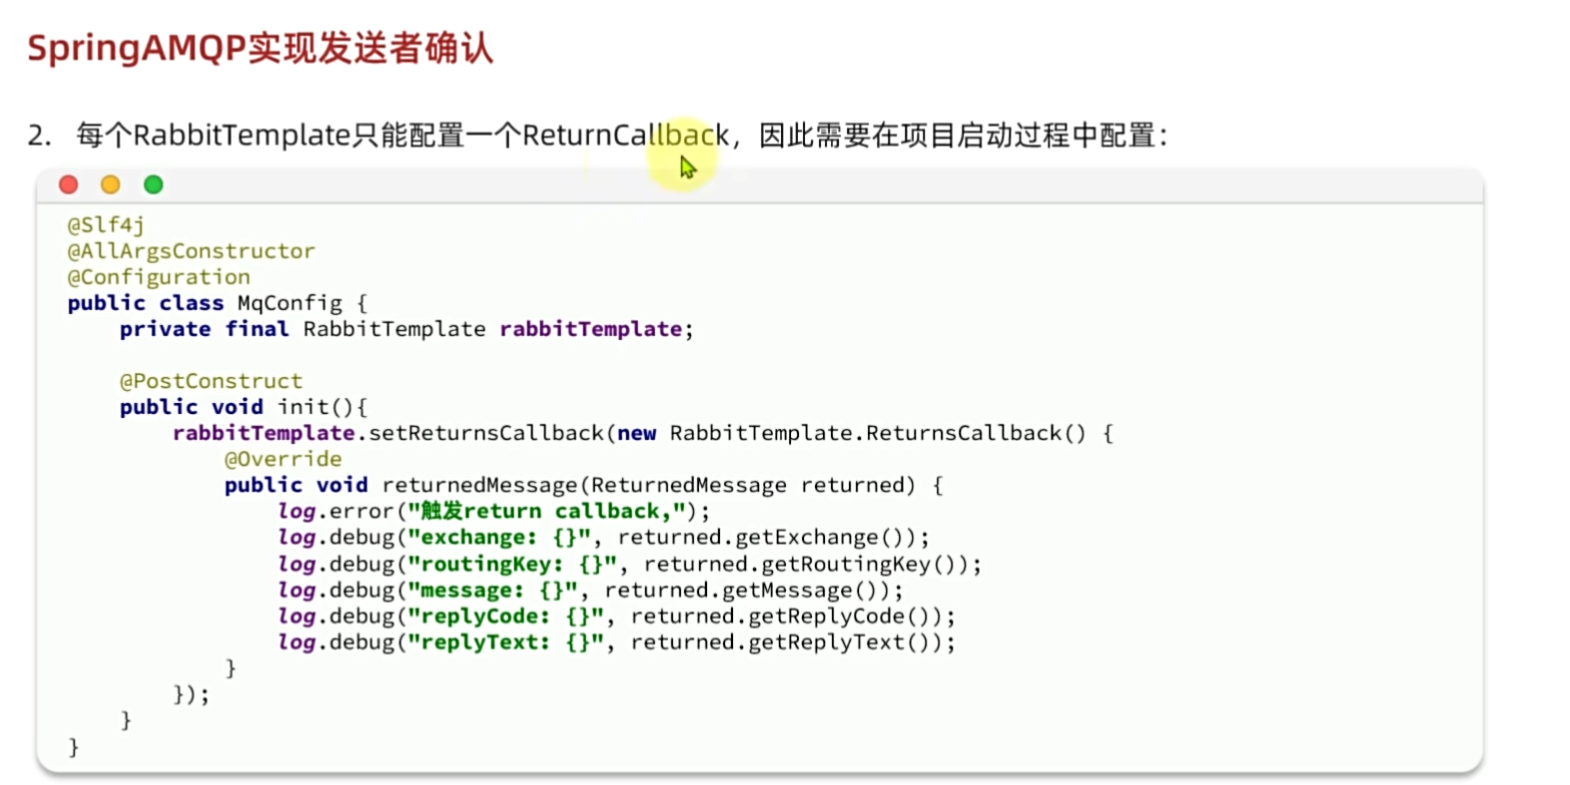 SpringAMQP实现发送者确认
2. 每个RabbitTemplate只能配置一个ReturnCallback，因此需要在项目启动过程中配置：
@Slf4j
@AllArgsConstructor
@Configuration
public class MqConfig {
    private final RabbitTemplate rabbitTemplate;
    @PostConstruct
    public void init(){
        rabbitTemplate.setReturnsCallback(new RabbitTemplate.ReturnsCallback() {
            @Override
            public void returnedMessage(ReturnedMessage returned) {
                log.error("触发return callback,");
                log.debug("exchange: {}", returned.getExchange());
                log.debug("routingKey: {}", returned.getRoutingKey());
                log.debug("message: {}", returned.getMessage());
                log.debug("replyCode: {}", returned.getReplyCode());
                log.debug("replyText: {}", returned.getReplyText());
            }
        });
    }
}